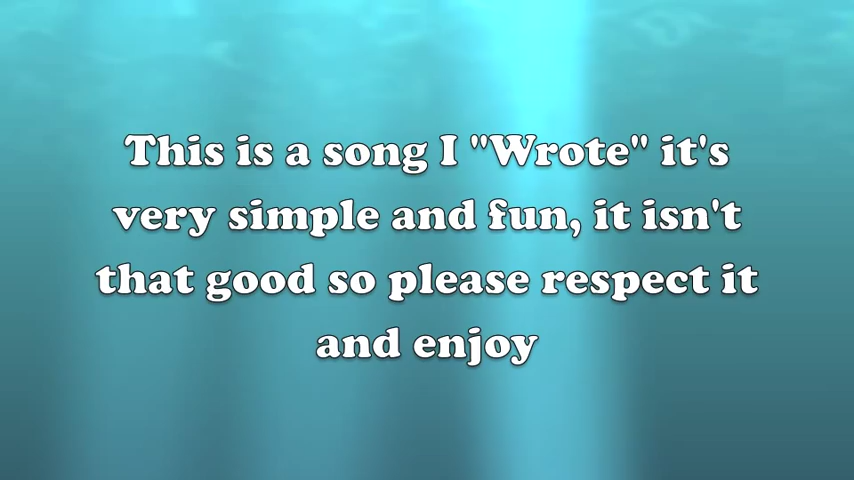 This is a song I "Wrote" it's
very simple and fun, it isn't
that good so please respect it
and enjoy